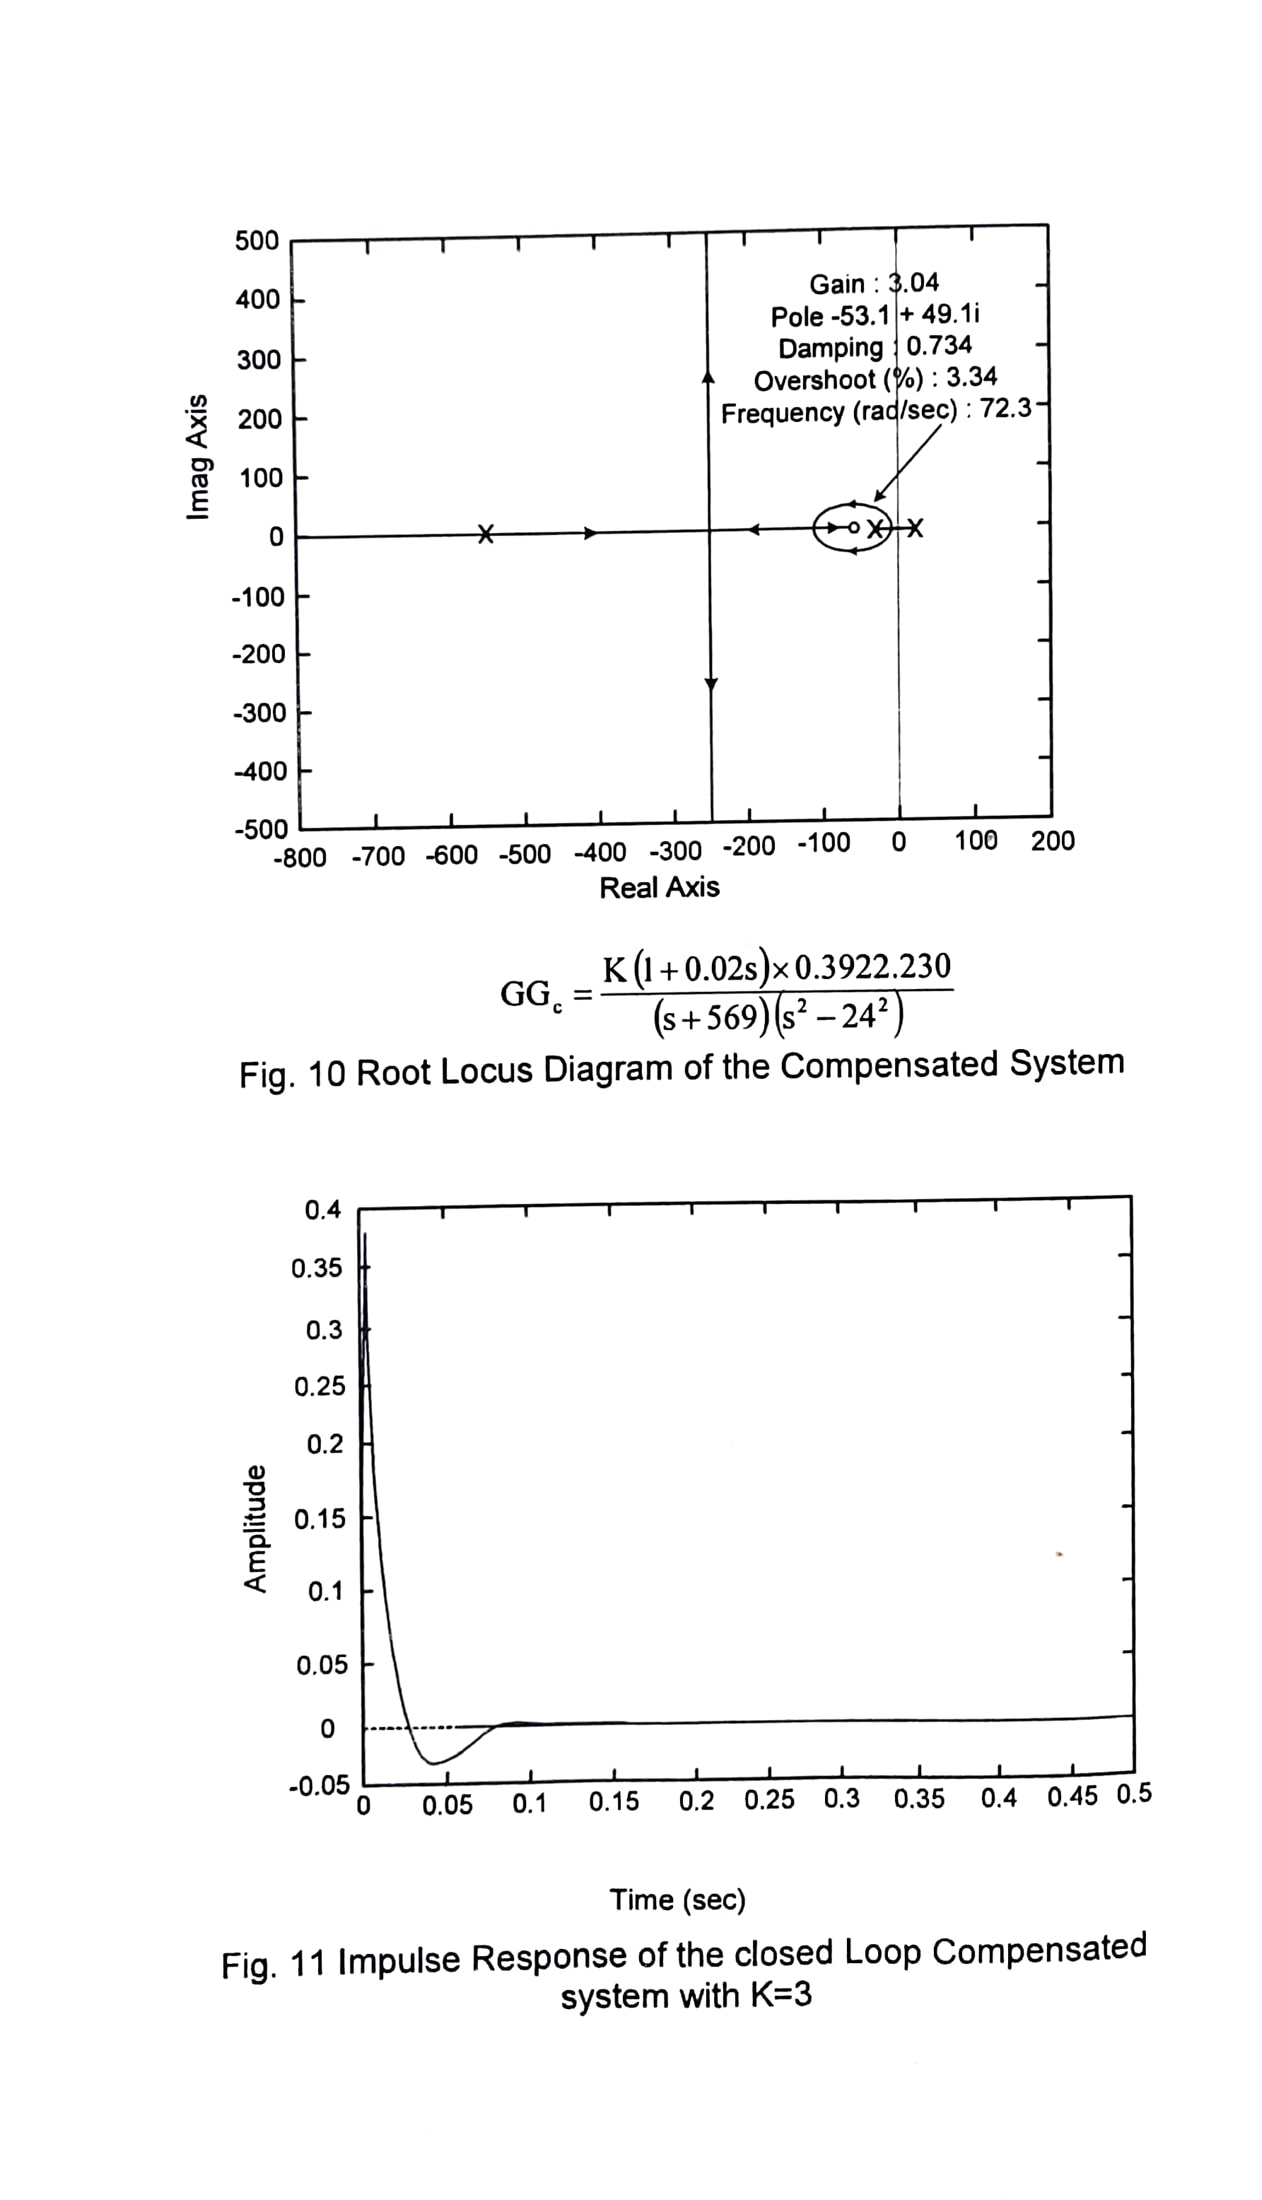 500
400
300
200
100
0
-100
-200
-300
-400
-500
Imag Axis
Gain : 3.04
Pole -53.1 + 49.1i
Damping : 0.734
Overshoot (%) : 3.34
Frequency (rad/sec) : 72.3
-800 -700 -600 -500 -400 -300 -200 -100 0 100 200
Real Axis
GG_c = K(1+0.02s)×0.3922.230 / (s+569)(s²−24²)
Fig. 10 Root Locus Diagram of the Compensated System
0.4
0.35
0.3
0.25
0.2
0.15
0.1
0.05
0
-0.05
Amplitude
0 0.05 0.1 0.15 0.2 0.25 0.3 0.35 0.4 0.45 0.5
Time (sec)
Fig. 11 Impulse Response of the closed Loop Compensated
system with K=3